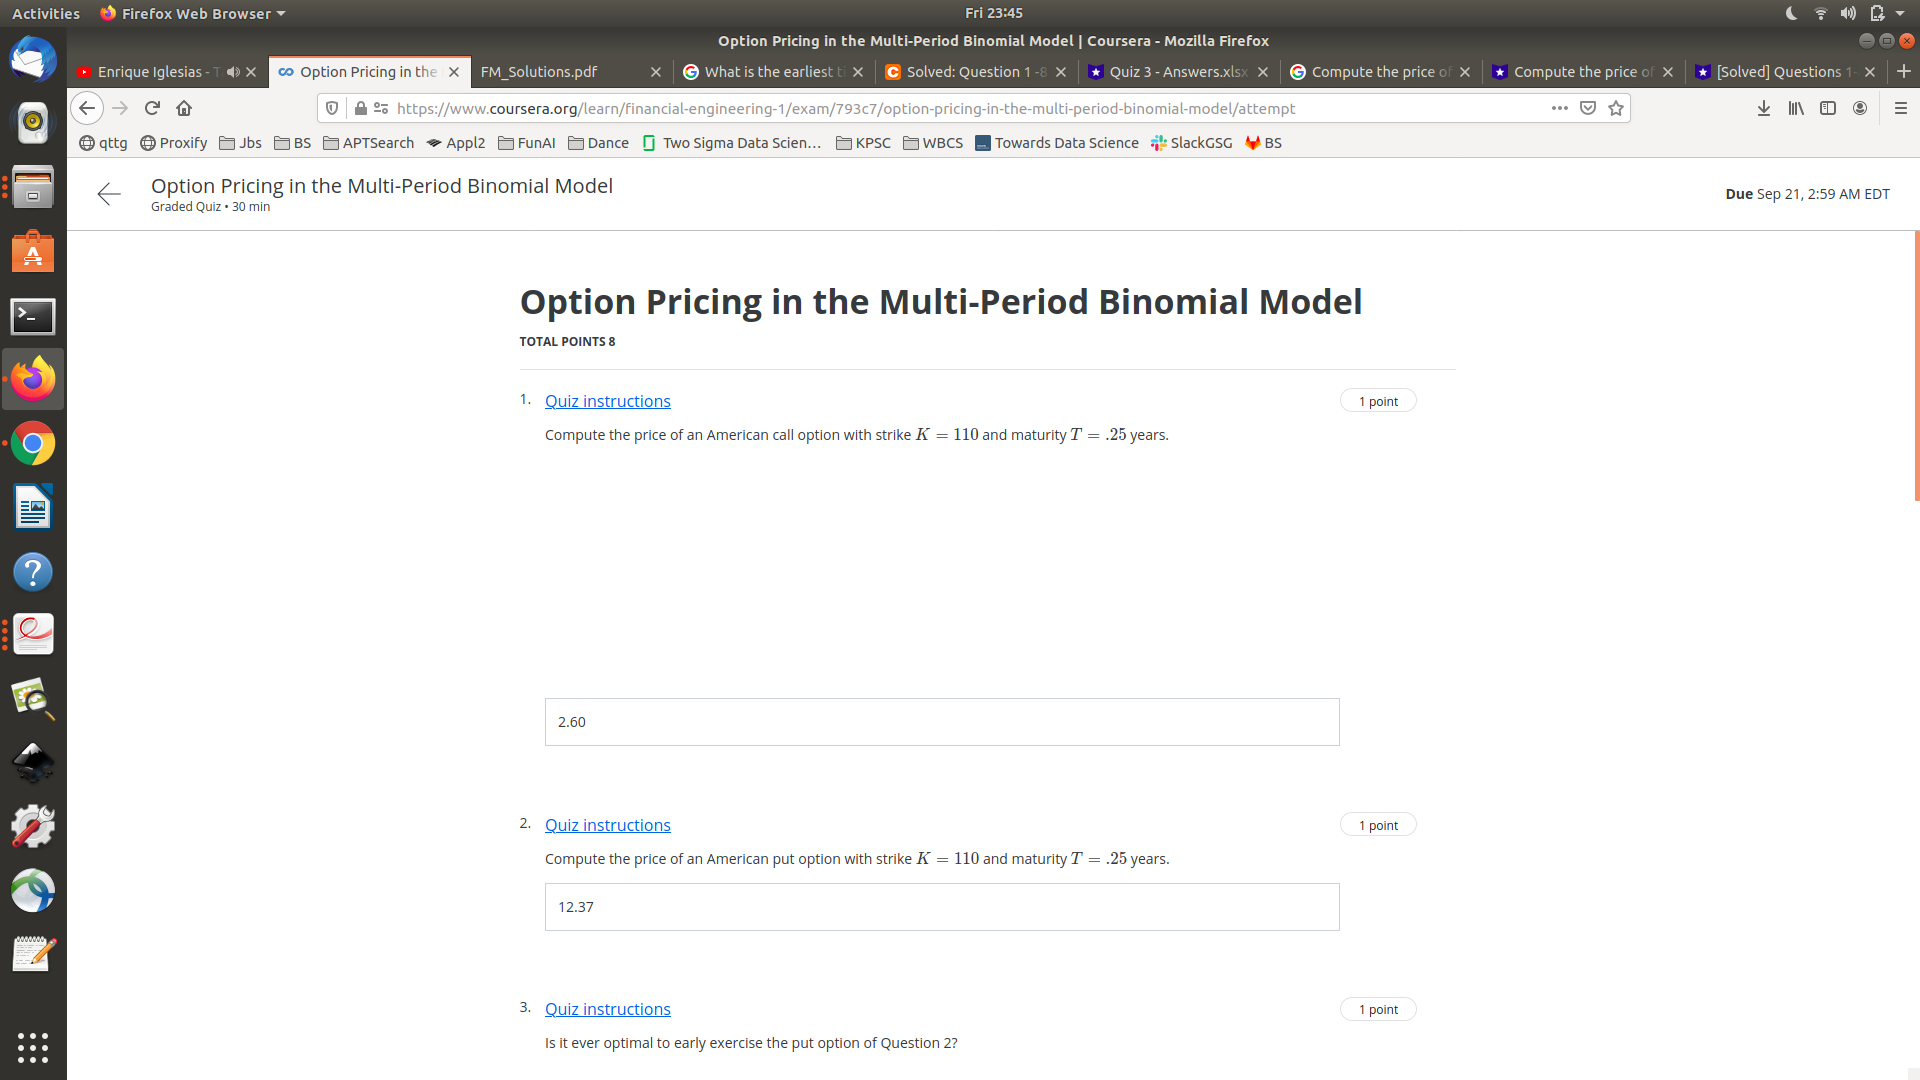 Activities
Firefox Web Browser
Fri 23:45
Option Pricing in the Multi-Period Binomial Model | Coursera - Mozilla Firefox
Enrique Iglesias - T
Option Pricing in the
FM_Solutions.pdf
What is the earliest ti
Solved: Question 1 -8
Quiz 3 - Answers.xlsx
Compute the price of
Compute the price of
[Solved] Questions 1-
https://www.coursera.org/learn/financial-engineering-1/exam/793c7/option-pricing-in-the-multi-period-binomial-model/attempt
qttg
Proxify
Jbs
BS
APTSearch
Appl2
FunAI
Dance
Two Sigma Data Scien…
KPSC
WBCS
Towards Data Science
SlackGSG
BS
Option Pricing in the Multi-Period Binomial Model
Graded Quiz • 30 min
Due Sep 21, 2:59 AM EDT
Option Pricing in the Multi-Period Binomial Model
TOTAL POINTS 8
1. Quiz instructions
1 point
Compute the price of an American call option with strike K = 110 and maturity T = .25 years.
2.60
2. Quiz instructions
1 point
Compute the price of an American put option with strike K = 110 and maturity T = .25 years.
12.37
3. Quiz instructions
1 point
Is it ever optimal to early exercise the put option of Question 2?